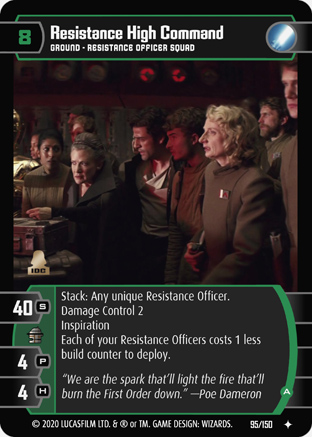 8 Resistance High Command
GROUND - RESISTANCE OFFICER SQUAD
IDC
40 S
4 P
4 H
Stack: Any unique Resistance Officer.
Damage Control 2
Inspiration
Each of your Resistance Officers costs 1 less
build counter to deploy.
"We are the spark that'll light the fire that'll
burn the First Order down." —Poe Dameron
A
© 2020 LUCASFILM LTD. & ® or TM. GAME DESIGN: WIZARDS. 95/150